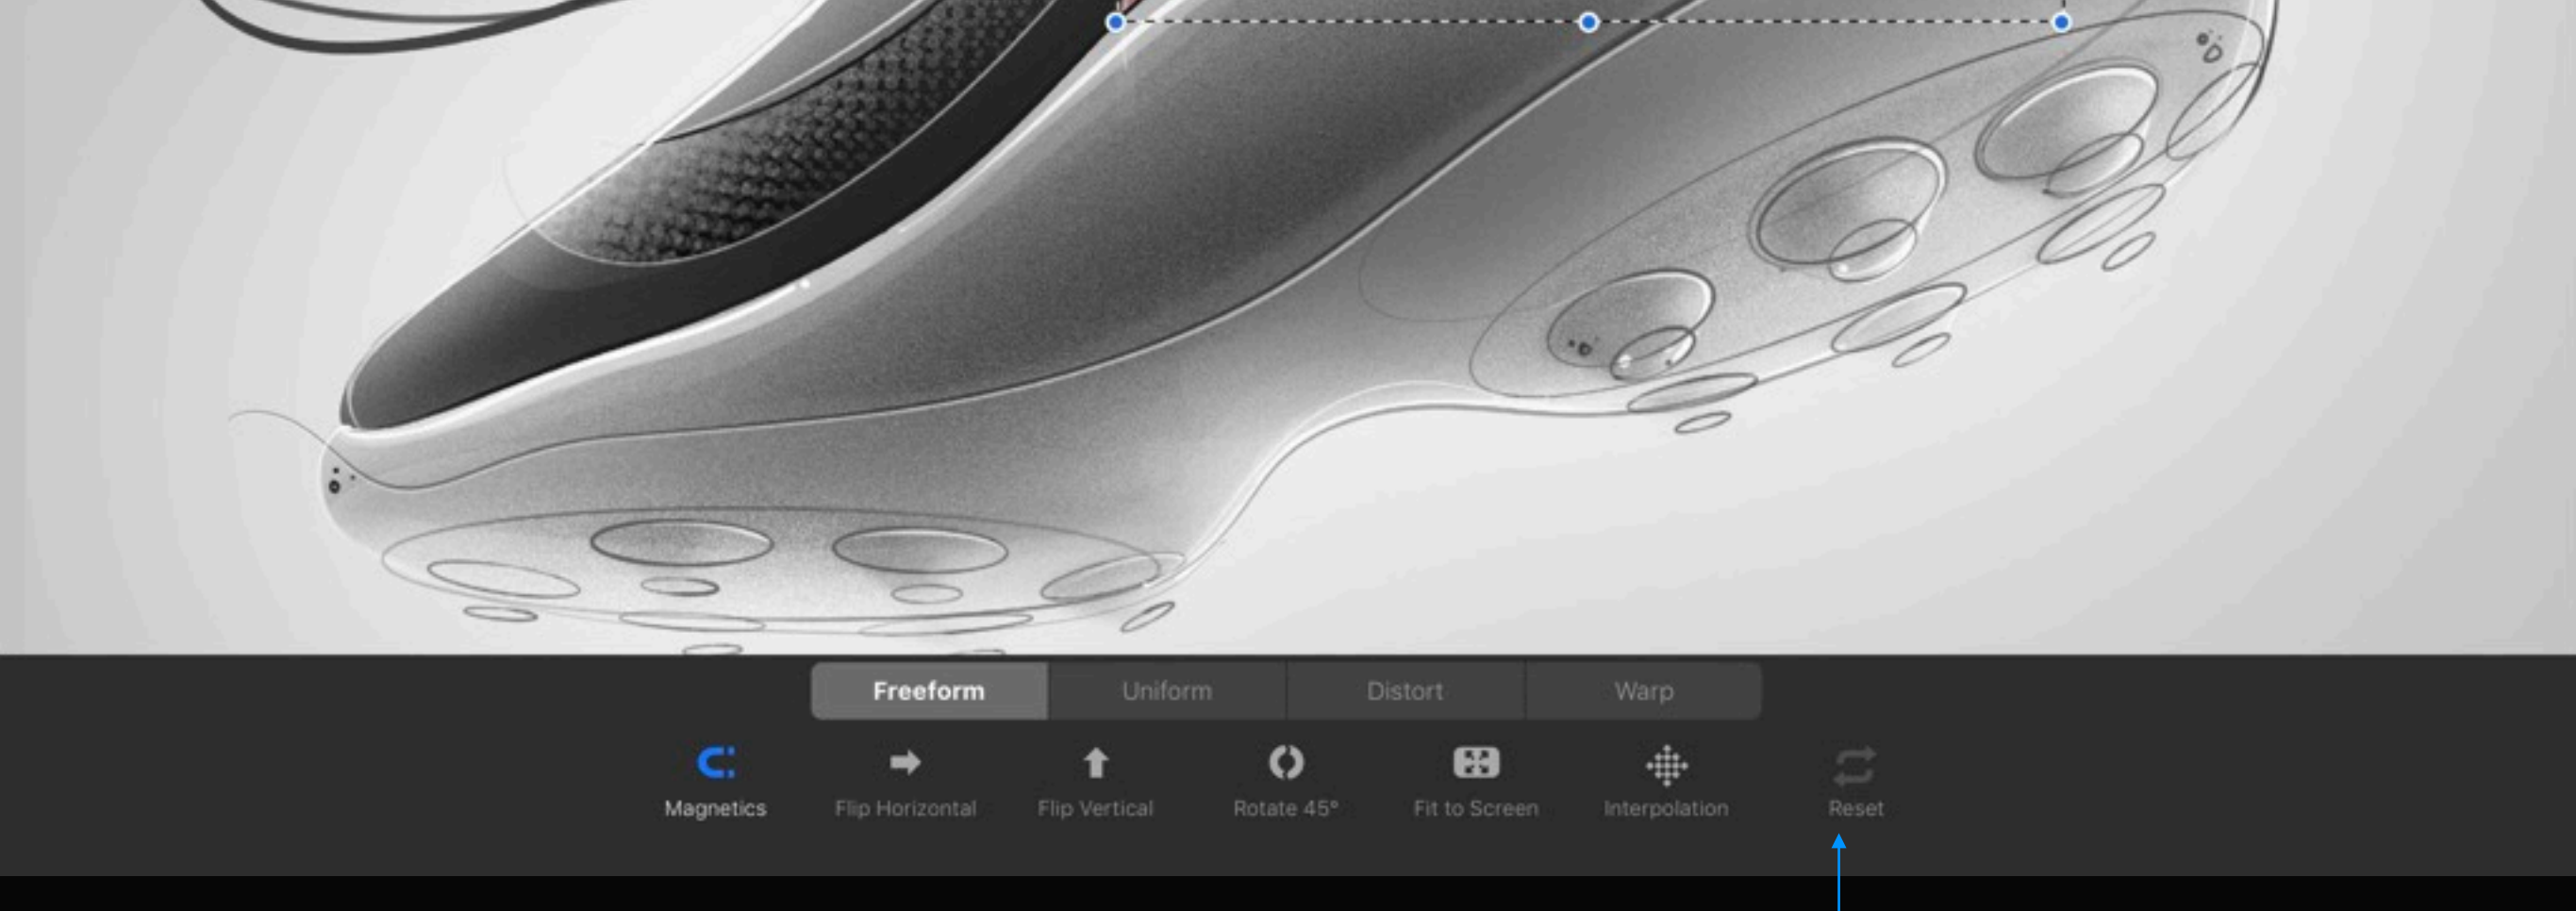 Freeform Uniform Distort Warp
Magnetics Flip Horizontal Flip Vertical Rotate 45° Fit to Screen Interpolation Reset